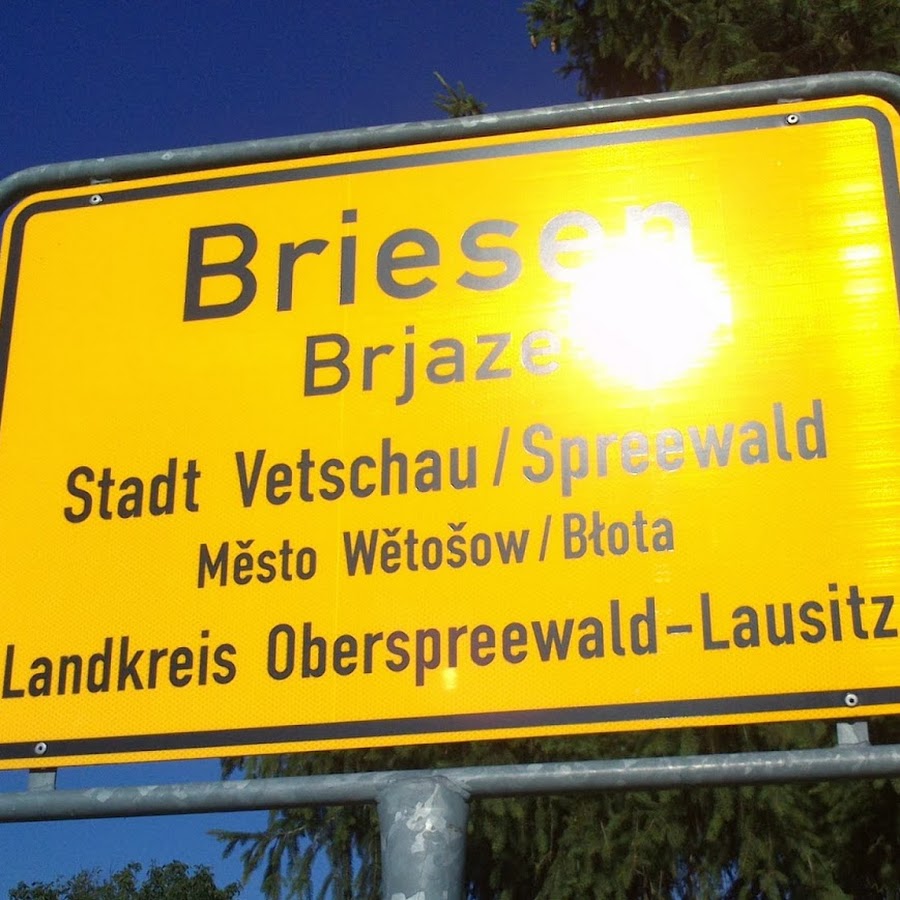 Briesen
Stadt Vetschau/Spreewald
Město Wětošow/Błota
Landkreis Oberspreewald-Lausitz